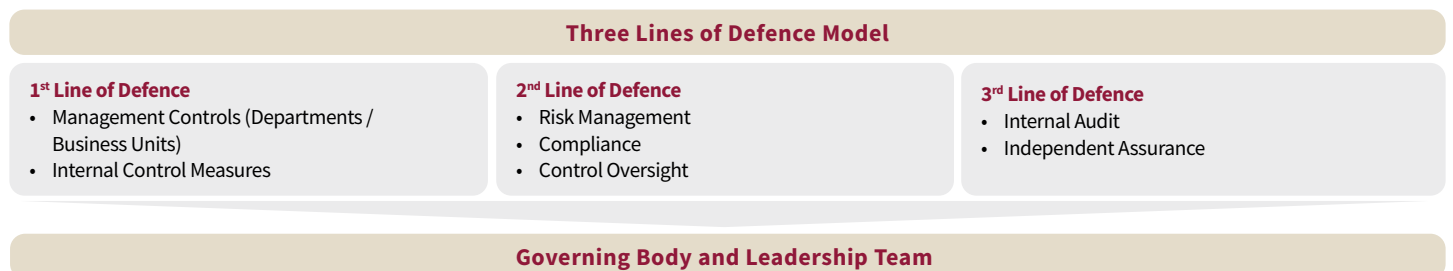 Three Lines of Defence Model
1st Line of Defence
• Management Controls (Departments /
Business Units)
• Internal Control Measures
2nd Line of Defence
• Risk Management
• Compliance
• Control Oversight
3rd Line of Defence
• Internal Audit
• Independent Assurance
Governing Body and Leadership Team